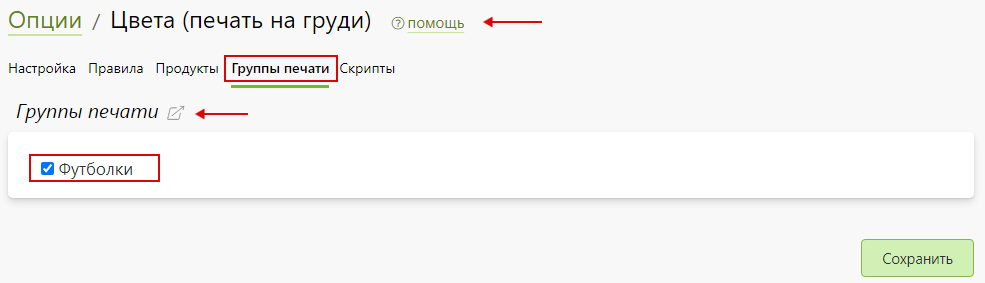 Опции / Цвета (печать на груди) ? помощь
Настройка Правила Продукты Группы печати Скрипты
Группы печати
Футболки
Сохранить